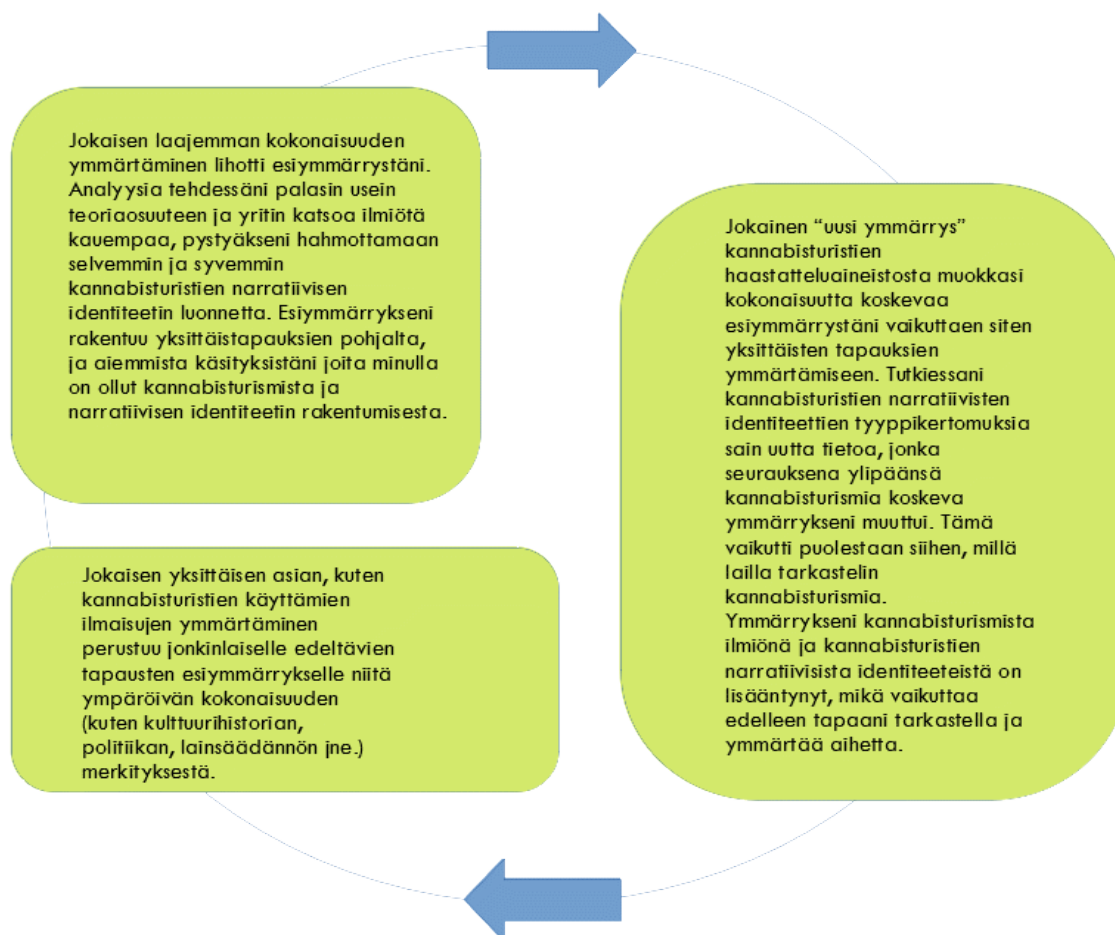 Jokaisen laajemman kokonaisuuden
ymmärtäminen lihotti esiymmärrystäni.
Analyysia tehdessäni palasin usein
teoriaosuuteen ja yritin katsoa ilmiötä
kauempaa, pystyäkseni hahmottamaan
selvemmin ja syvemmin
kannabisturistien narratiivisen
identiteetin luonnetta. Esiymmärrykseni
rakentuu yksittäistapauksien pohjalta,
ja aiemmista käsityksistäni joita minulla
on ollut kannabisturismista ja
narratiivisen identiteetin rakentumisesta.
Jokainen “uusi ymmärrys”
kannabisturistien
haastatteluaineistosta muokkasi
kokonaisuutta koskevaa
esiymmärrystäni vaikuttaen siten
yksittäisten tapauksien
ymmärtämiseen. Tutkiessani
kannabisturistien narratiivisten
identiteettien tyyppikertomuksia
sain uutta tietoa, jonka
seurauksena ylipäänsä
kannabisturismia koskeva
ymmärrykseni muuttui. Tämä
vaikutti puolestaan siihen, millä
lailla tarkastelin
kannabisturismia.
Ymmärrykseni kannabisturismista
ilmiönä ja kannabisturistien
narratiivisista identiteeteistä on
lisääntynyt, mikä vaikuttaa
edelleen tapaani tarkastella ja
ymmärtää aihetta.
Jokaisen yksittäisen asian, kuten
kannabisturistien käyttämien
ilmaisujen ymmärtäminen
perustuu jonkinlaiselle edeltävien
tapausten esiymmärrykselle niitä
ympäröivän kokonaisuuden
(kuten kulttuurihistorian,
politiikan, lainsäädännön jne.)
merkityksestä.